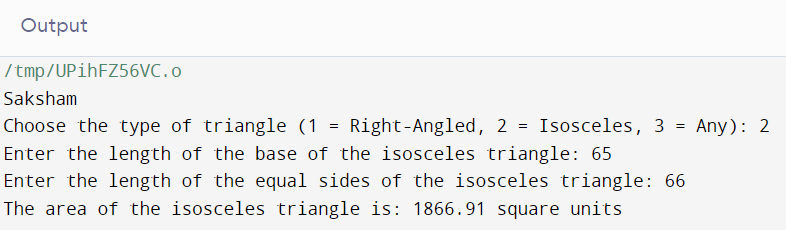 Output
/tmp/UPihFZ56VC.o
Saksham
Choose the type of triangle (1 = Right-Angled, 2 = Isosceles, 3 = Any): 2
Enter the length of the base of the isosceles triangle: 65
Enter the length of the equal sides of the isosceles triangle: 66
The area of the isosceles triangle is: 1866.91 square units